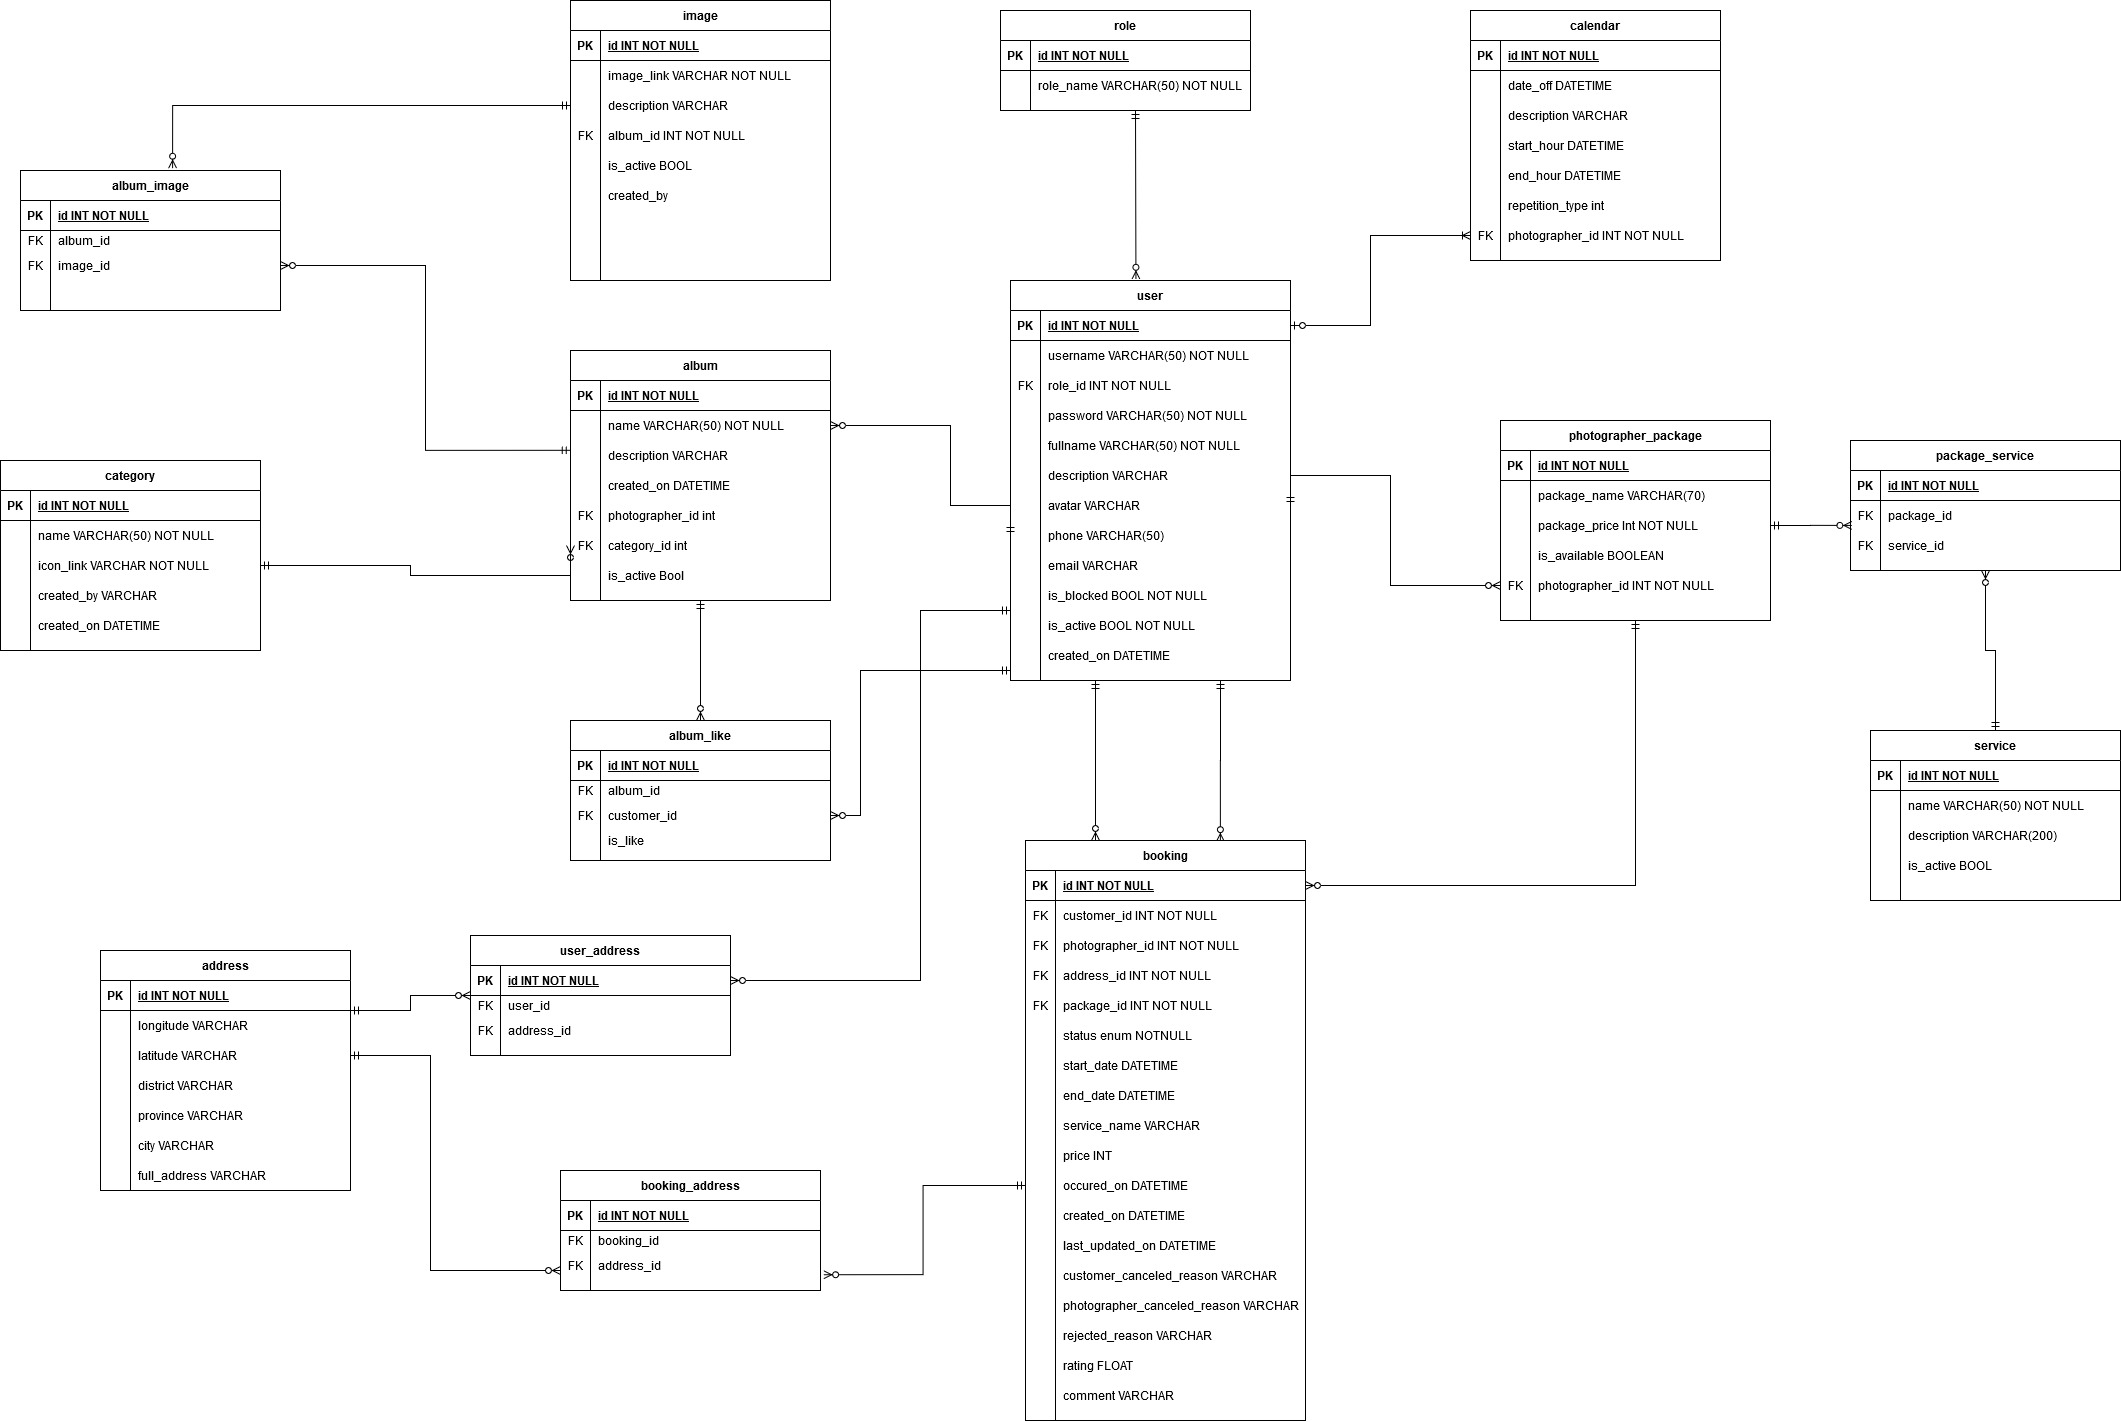 image
PK id INT NOT NULL
image_link VARCHAR NOT NULL
description VARCHAR
FK album_id INT NOT NULL
is_active BOOL
created_by
role
PK id INT NOT NULL
role_name VARCHAR(50) NOT NULL
calendar
PK id INT NOT NULL
date_off DATETIME
description VARCHAR
start_hour DATETIME
end_hour DATETIME
repetition_type int
FK photographer_id INT NOT NULL
album_image
PK id INT NOT NULL
FK album_id
FK image_id
user
PK id INT NOT NULL
username VARCHAR(50) NOT NULL
FK role_id INT NOT NULL
password VARCHAR(50) NOT NULL
fullname VARCHAR(50) NOT NULL
description VARCHAR
avatar VARCHAR
phone VARCHAR(50)
email VARCHAR
is_blocked BOOL NOT NULL
is_active BOOL NOT NULL
created_on DATETIME
album
PK id INT NOT NULL
name VARCHAR(50) NOT NULL
description VARCHAR
created_on DATETIME
FK photographer_id int
FK category_id int
is_active Bool
category
PK id INT NOT NULL
name VARCHAR(50) NOT NULL
icon_link VARCHAR NOT NULL
created_by VARCHAR
created_on DATETIME
photographer_package
PK id INT NOT NULL
package_name VARCHAR(70)
package_price Int NOT NULL
is_available BOOLEAN
FK photographer_id INT NOT NULL
package_service
PK id INT NOT NULL
FK package_id
FK service_id
service
PK id INT NOT NULL
name VARCHAR(50) NOT NULL
description VARCHAR(200)
is_active BOOL
album_like
PK id INT NOT NULL
FK album_id
FK customer_id
is_like
booking
PK id INT NOT NULL
FK customer_id INT NOT NULL
FK photographer_id INT NOT NULL
FK address_id INT NOT NULL
FK package_id INT NOT NULL
status enum NOTNULL
start_date DATETIME
end_date DATETIME
service_name VARCHAR
price INT
occured_on DATETIME
created_on DATETIME
last_updated_on DATETIME
customer_canceled_reason VARCHAR
photographer_canceled_reason VARCHAR
rejected_reason VARCHAR
rating FLOAT
comment VARCHAR
user_address
PK id INT NOT NULL
FK user_id
FK address_id
address
PK id INT NOT NULL
longitude VARCHAR
latitude VARCHAR
district VARCHAR
province VARCHAR
city VARCHAR
full_address VARCHAR
booking_address
PK id INT NOT NULL
FK booking_id
FK address_id